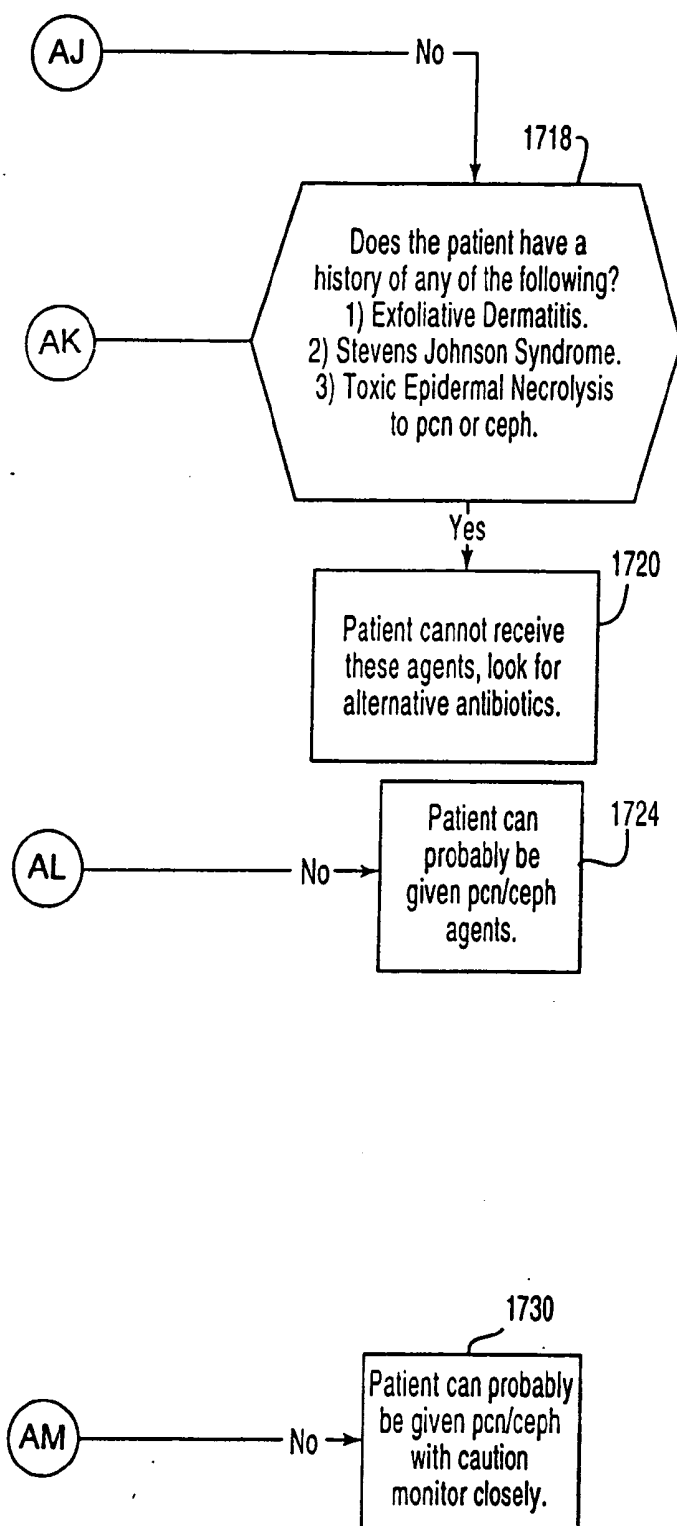 AJ
No
1718
Does the patient have a
history of any of the following?
1) Exfoliative Dermatitis.
2) Stevens Johnson Syndrome.
3) Toxic Epidermal Necrolysis
to pcn or ceph.
AK
Yes
1720
Patient cannot receive
these agents, look for
alternative antibiotics.
AL
No
1724
Patient can
probably be
given pcn/ceph
agents.
1730
AM
No
Patient can probably
be given pcn/ceph
with caution
monitor closely.